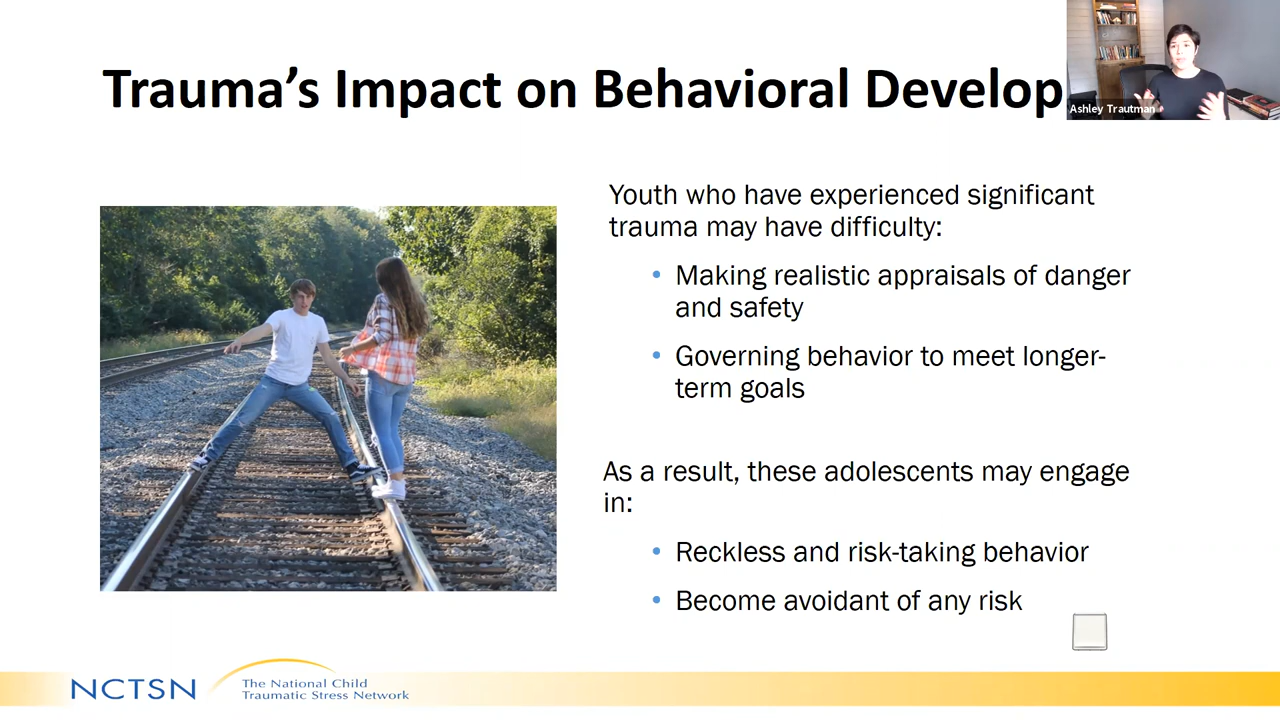 Trauma’s Impact on Behavioral Develop
Ashley Trautman
Youth who have experienced significant
trauma may have difficulty:
• Making realistic appraisals of danger
and safety
• Governing behavior to meet longer-
term goals
As a result, these adolescents may engage
in:
• Reckless and risk-taking behavior
• Become avoidant of any risk
NCTSN
The National Child
Traumatic Stress Network